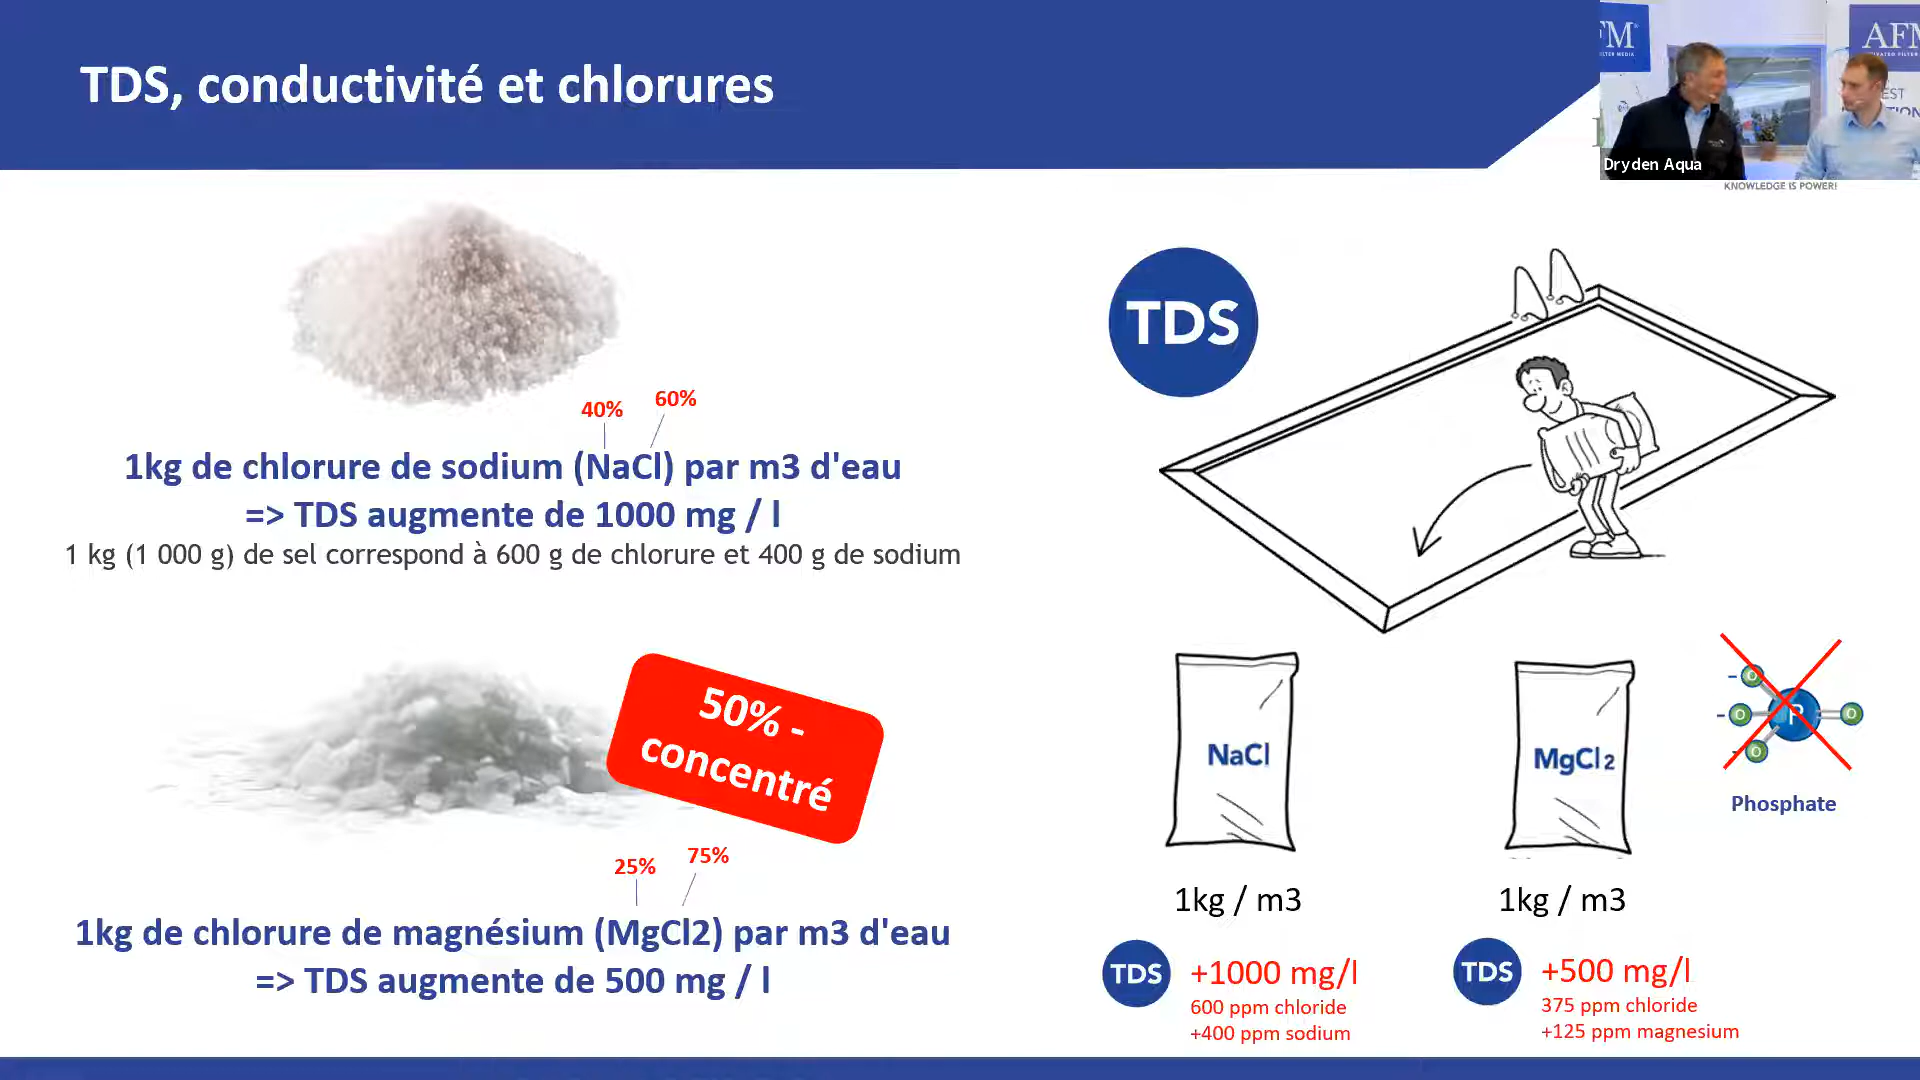 TDS, conductivité et chlorures
AFM
Dryden Aqua
KNOWLEDGE IS POWER!
40%
60%
1kg de chlorure de sodium (NaCl) par m3 d'eau
=> TDS augmente de 1000 mg / l
1 kg (1 000 g) de sel correspond à 600 g de chlorure et 400 g de sodium
50% -
concentré
25%
75%
1kg de chlorure de magnésium (MgCl2) par m3 d'eau
=> TDS augmente de 500 mg / l
TDS
NaCl
MgCl2
- O
- O
P
O
- O
Phosphate
1kg / m3
1kg / m3
TDS
+1000 mg/l
600 ppm chloride
+400 ppm sodium
TDS
+500 mg/l
375 ppm chloride
+125 ppm magnesium